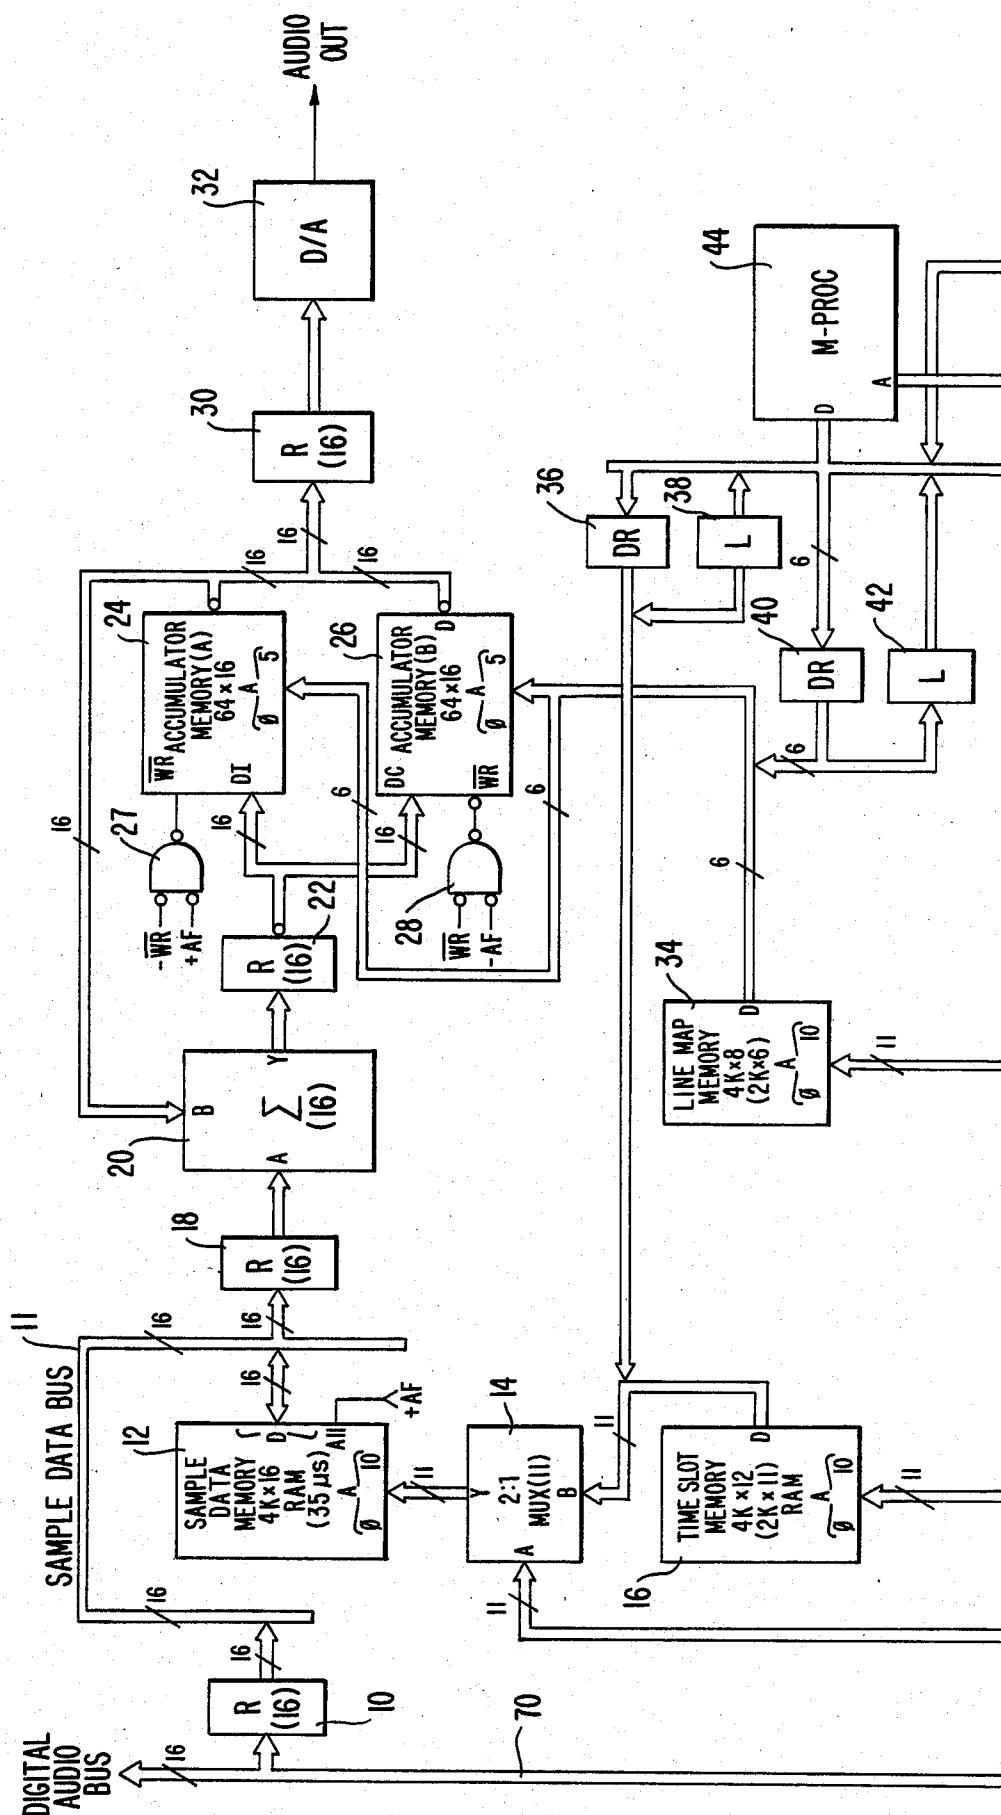 DIGITAL
AUDIO
BUS
16
R
(16)
10
16
70
SAMPLE DATA BUS
11
16
16
12
SAMPLE
DATA
MEMORY
4K×16
RAM
(35 µs)
D
A11
A
Ø 10
+AF
16
16
11
14
Y
2:1
MUX(11)
A
B
11
11
16
TIME SLOT
MEMORY
4K×12
(2K×11)
RAM
D
A
Ø 10
11
18
R
(16)
20
B
A
Σ
(16)
Y
16
22
R
(16)
-W̅R̅
+AF
27
W̅R̅
-AF
28
16
16
24
W̅R̅
DI
ACCUMULATOR
MEMORY(A)
64×16
A
Ø 5
26
DC
W̅R̅
ACCUMULATOR
MEMORY(B)
64×16
D
A
Ø 5
6
6
16
16
16
30
R
(16)
32
D/A
AUDIO
OUT
34
LINE MAP
MEMORY
4K×8
(2K×6)
D
A
Ø 10
11
6
36
DR
38
L
40
DR
42
L
6
6
44
M-PROC
D
A